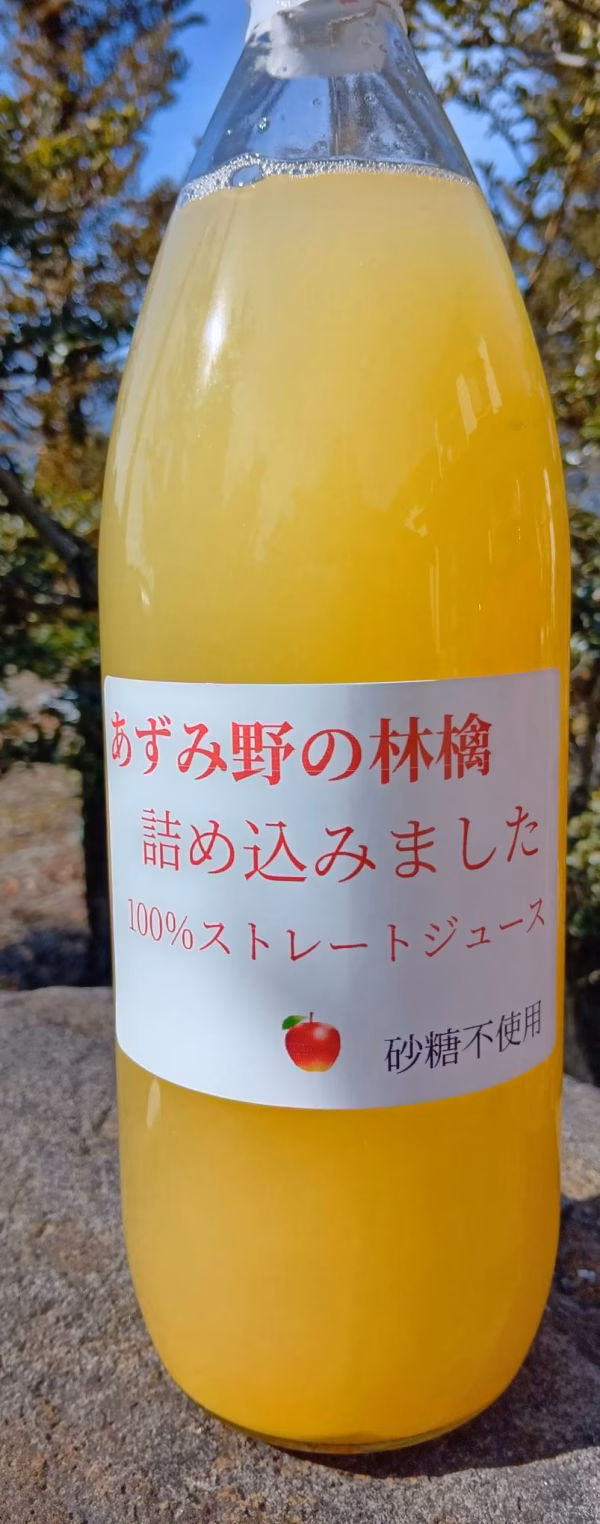 あずみ野の林檎
詰め込みました
100%ストレートジュース
砂糖不使用